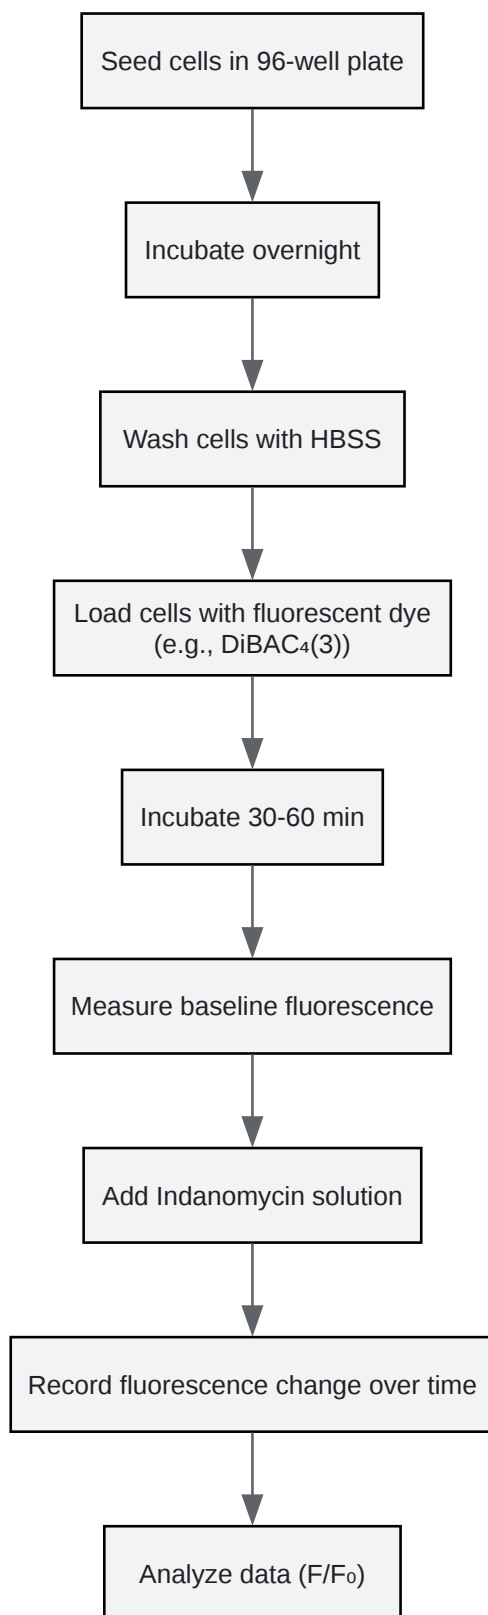 Seed cells in 96-well plate
Incubate overnight
Wash cells with HBSS
Load cells with fluorescent dye
(e.g., DiBAC₄(3))
Incubate 30-60 min
Measure baseline fluorescence
Add Indanomycin solution
Record fluorescence change over time
Analyze data (F/F₀)